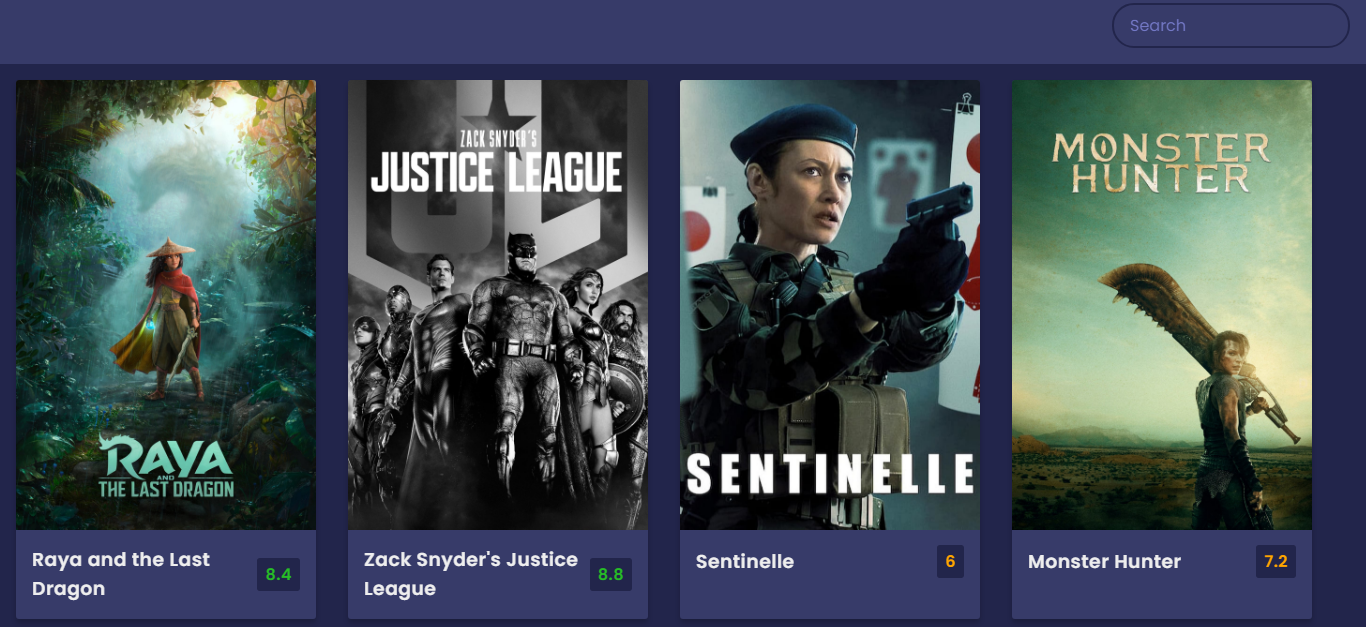 Search
RAYA
AND
THE LAST DRAGON
ZACK SNYDER'S
JUSTICE LEAGUE
SENTINELLE
MONSTER
HUNTER
Raya and the Last
Dragon
8.4
Zack Snyder's Justice
League
8.8
Sentinelle
6
Monster Hunter
7.2